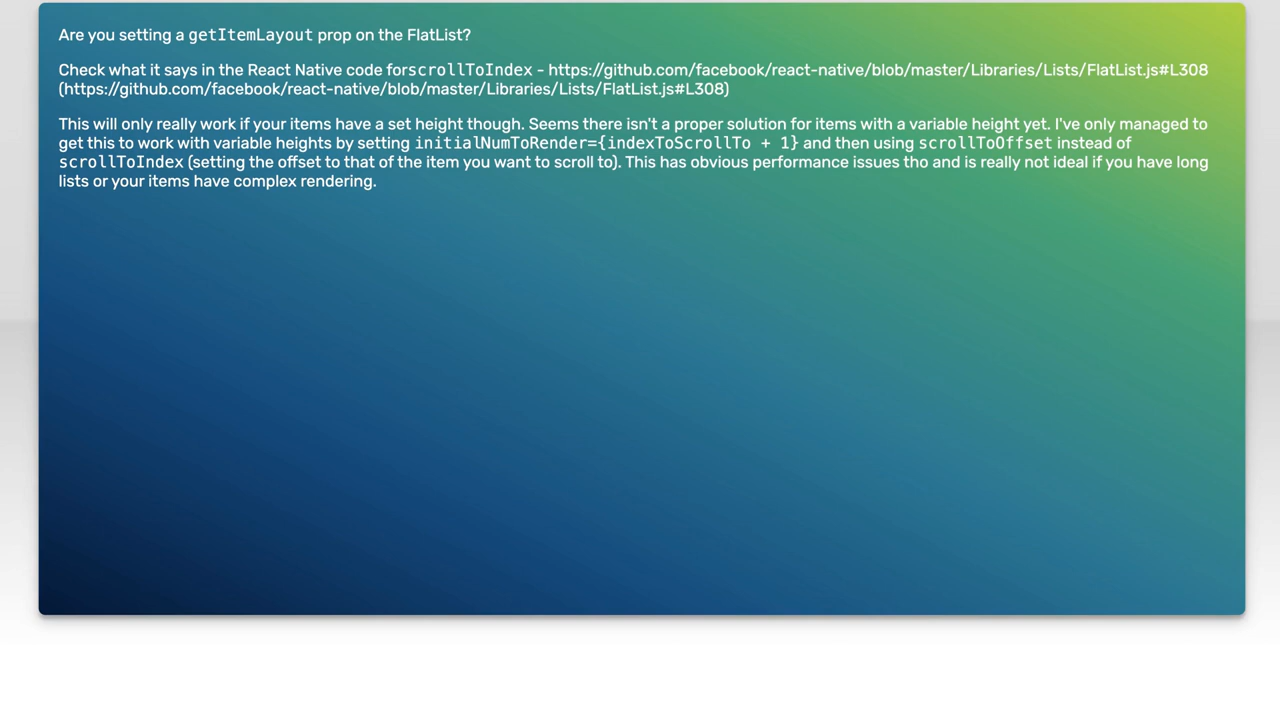 Are you setting a getItemLayout prop on the FlatList?
Check what it says in the React Native code forscrollToIndex - https://github.com/facebook/react-native/blob/master/Libraries/Lists/FlatList.js#L308
(https://github.com/facebook/react-native/blob/master/Libraries/Lists/FlatList.js#L308)
This will only really work if your items have a set height though. Seems there isn't a proper solution for items with a variable height yet. I've only managed to
get this to work with variable heights by setting initialNumToRender={indexToScrollTo + 1} and then using scrollToOffset instead of
scrollToIndex (setting the offset to that of the item you want to scroll to). This has obvious performance issues tho and is really not ideal if you have long
lists or your items have complex rendering.